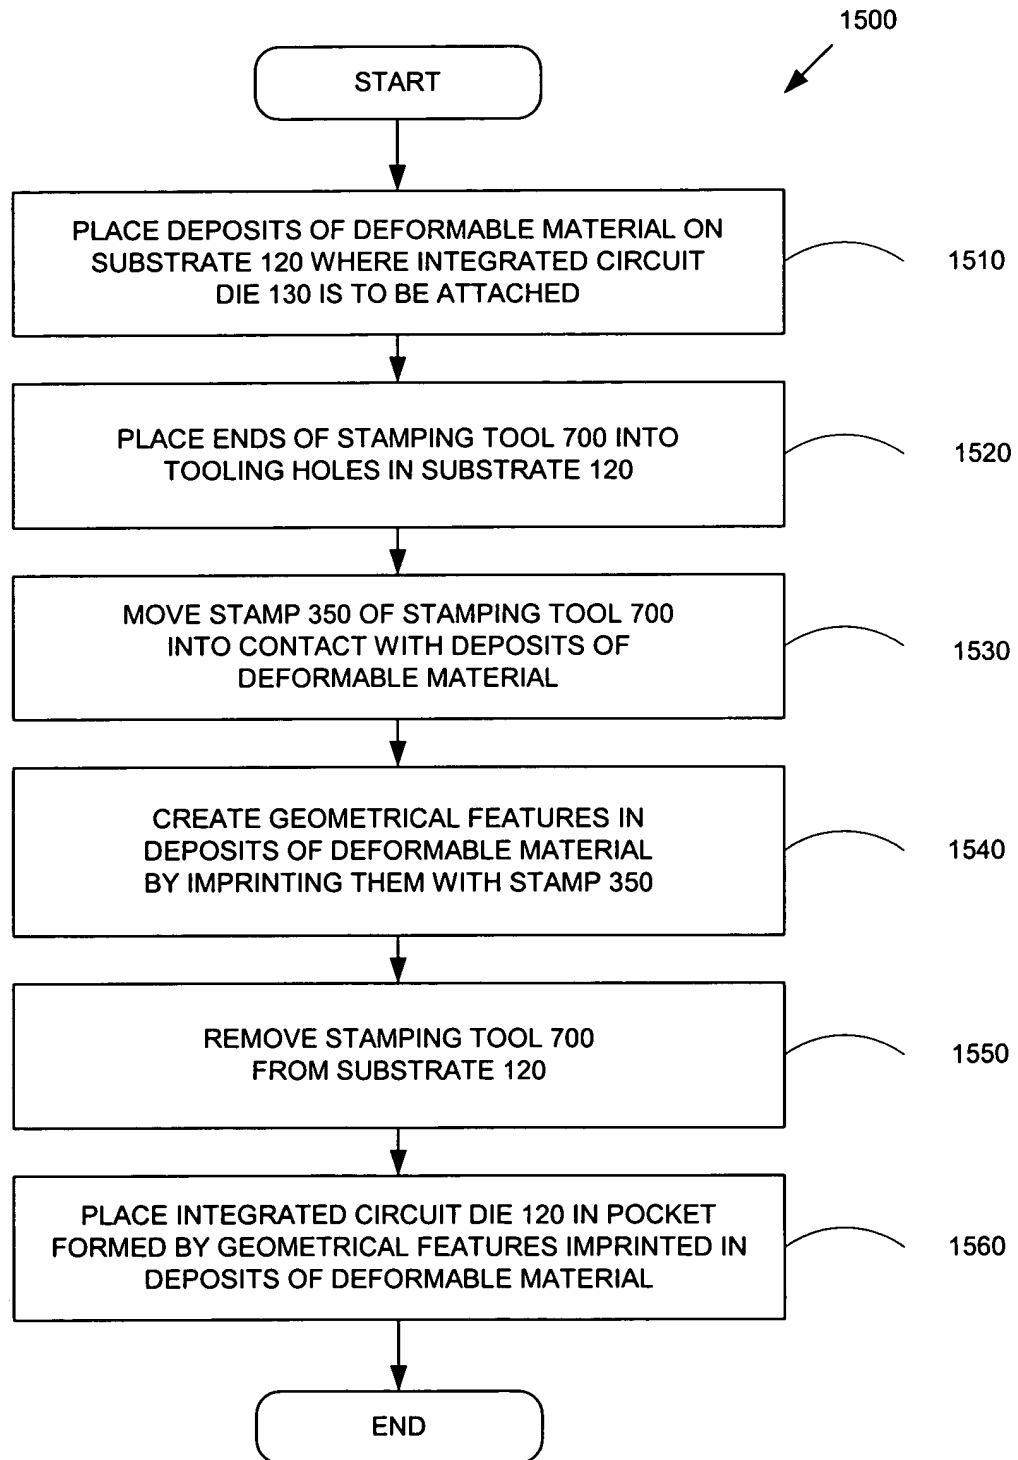 1500
START
PLACE DEPOSITS OF DEFORMABLE MATERIAL ON
SUBSTRATE 120 WHERE INTEGRATED CIRCUIT
DIE 130 IS TO BE ATTACHED
1510
PLACE ENDS OF STAMPING TOOL 700 INTO
TOOLING HOLES IN SUBSTRATE 120
1520
MOVE STAMP 350 OF STAMPING TOOL 700
INTO CONTACT WITH DEPOSITS OF
DEFORMABLE MATERIAL
1530
CREATE GEOMETRICAL FEATURES IN
DEPOSITS OF DEFORMABLE MATERIAL
BY IMPRINTING THEM WITH STAMP 350
1540
REMOVE STAMPING TOOL 700
FROM SUBSTRATE 120
1550
PLACE INTEGRATED CIRCUIT DIE 120 IN POCKET
FORMED BY GEOMETRICAL FEATURES IMPRINTED IN
DEPOSITS OF DEFORMABLE MATERIAL
1560
END